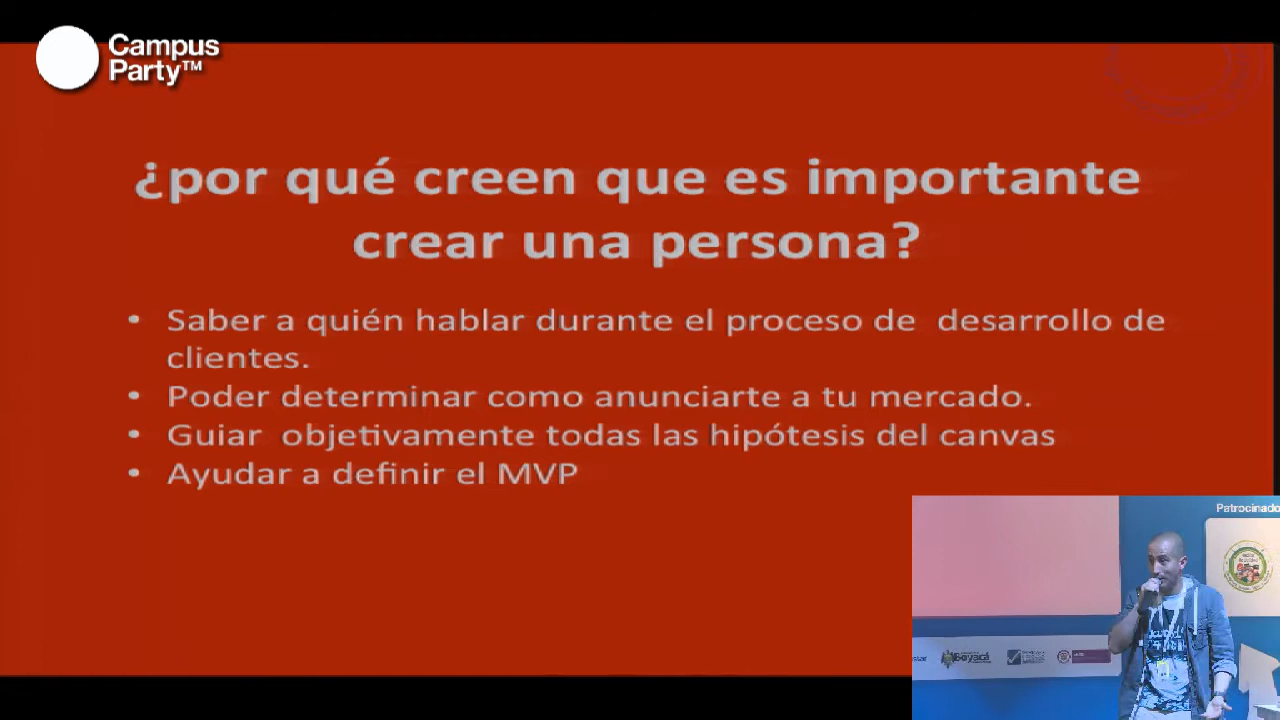 Campus
Party™
¿por qué creen que es importante
crear una persona?
• Saber a quién hablar durante el proceso de desarrollo de
clientes.
• Poder determinar como anunciarte a tu mercado.
• Guiar objetivamente todas las hipótesis del canvas
• Ayudar a definir el MVP
Patrocinado
Boyacá